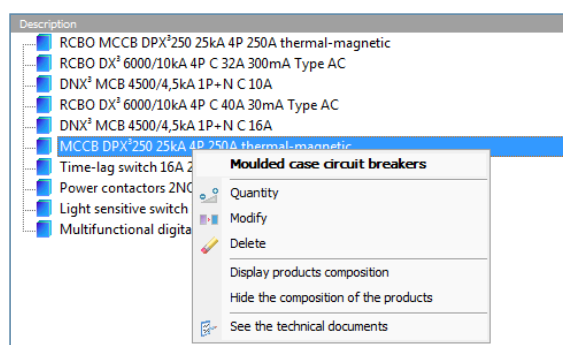 Description
RCBO MCCB DPX³250 25kA 4P 250A thermal-magnetic
RCBO DX³ 6000/10kA 4P C 32A 300mA Type AC
DNX³ MCB 4500/4,5kA 1P+N C 10A
RCBO DX³ 6000/10kA 4P C 40A 30mA Type AC
DNX³ MCB 4500/4,5kA 1P+N C 16A
MCCB DPX³250 25kA 4P 250A thermal-magnetic
Time-lag switch 16A 2
Power contactors 2NO
Light sensitive switch
Multifunctional digita
Moulded case circuit breakers
Quantity
Modify
Delete
Display products composition
Hide the composition of the products
See the technical documents